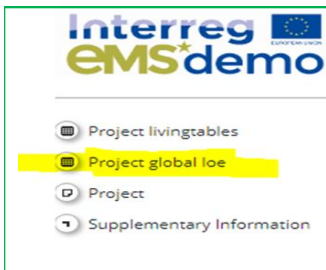 Interreg
EUROPEAN UNION
eMS*demo
Project livingtables
Project global loe
Project
Supplementary Information